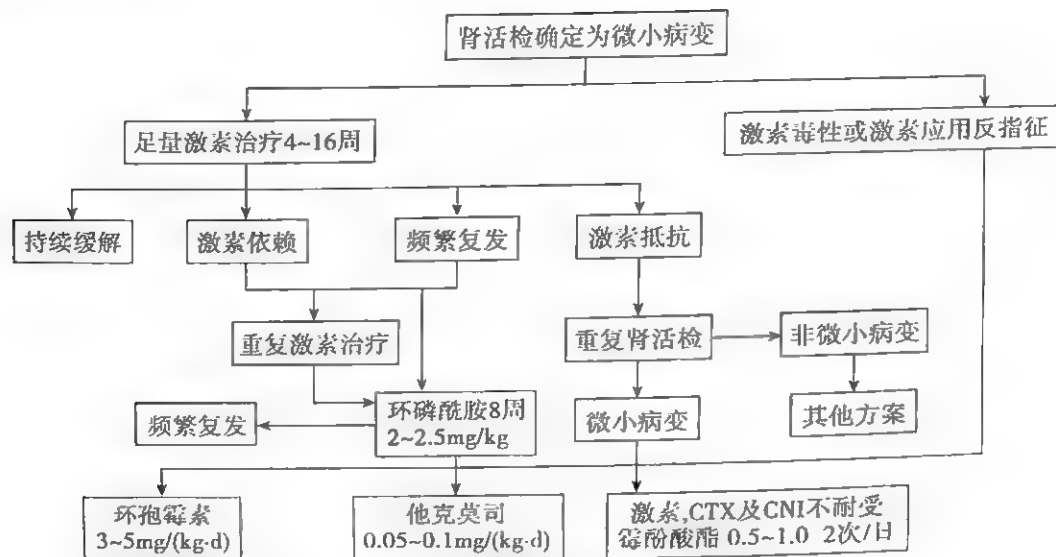 肾活检确定为微小病变
足量激素治疗4~16周
激素毒性或激素应用反指征
持续缓解
激素依赖
频繁复发
激素抵抗
重复激素治疗
重复肾活检
非微小病变
频繁复发
环磷酰胺8周
2~2.5mg/kg
微小病变
其他方案
环孢霉素
3~5mg/(kg·d)
他克莫司
0.05~0.1mg/(kg·d)
激素,CTX及CNI不耐受
霉酚酸酯 0.5~1.0 2次/日